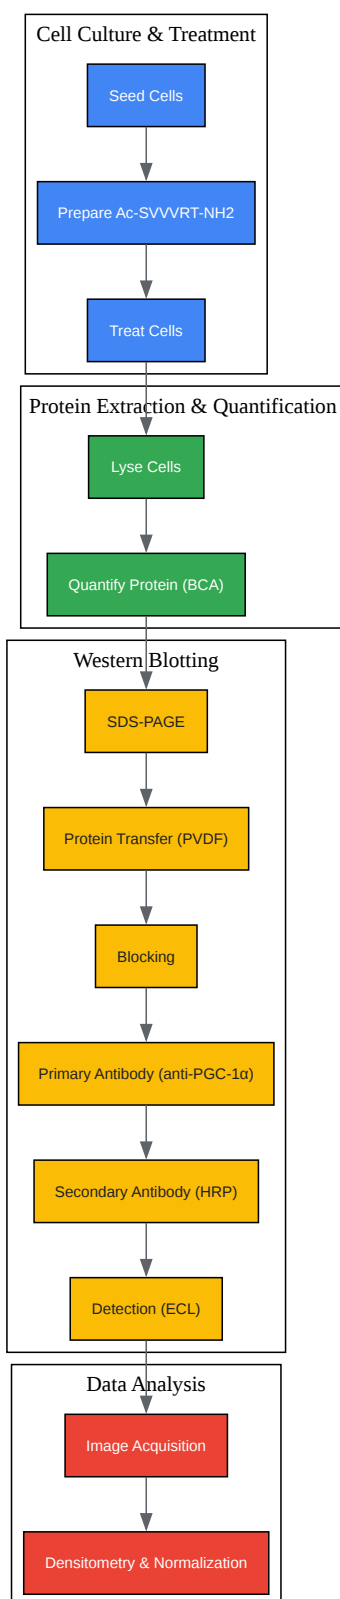 Cell Culture & Treatment
Seed Cells
Prepare Ac-SVVVRT-NH2
Treat Cells
Protein Extraction & Quantification
Lyse Cells
Quantify Protein (BCA)
Western Blotting
SDS-PAGE
Protein Transfer (PVDF)
Blocking
Primary Antibody (anti-PGC-1α)
Secondary Antibody (HRP)
Detection (ECL)
Data Analysis
Image Acquisition
Densitometry & Normalization